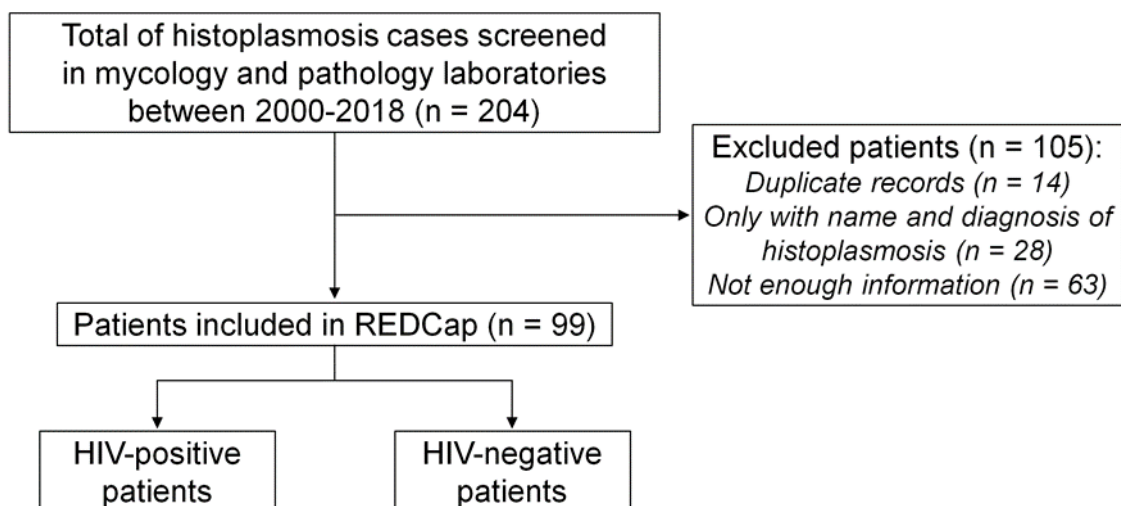 Total of histoplasmosis cases screened
in mycology and pathology laboratories
between 2000-2018 (n = 204)
Excluded patients (n = 105):
Duplicate records (n = 14)
Only with name and diagnosis of
histoplasmosis (n = 28)
Not enough information (n = 63)
Patients included in REDCap (n = 99)
HIV-positive
patients
HIV-negative
patients